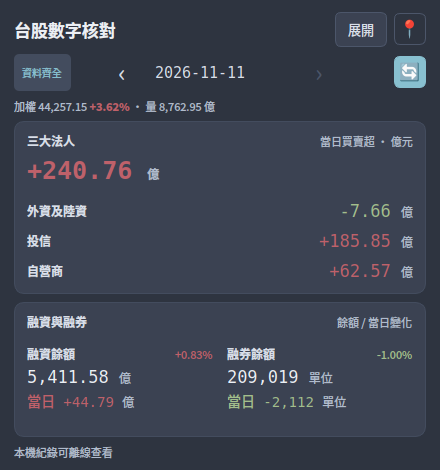 台股數字核對 展開
資料齊全 ‹ 2026-11-11 ›
加權 44,257.15 +3.62% ・ 量 8,762.95 億
三大法人 當日買賣超 ・ 億元
+240.76 億
外資及陸資 -7.66 億
投信 +185.85 億
自營商 +62.57 億
融資與融券 餘額 / 當日變化
融資餘額 +0.83% 融券餘額 -1.00%
5,411.58 億 209,019 單位
當日 +44.79 億 當日 -2,112 單位
本機紀錄可離線查看